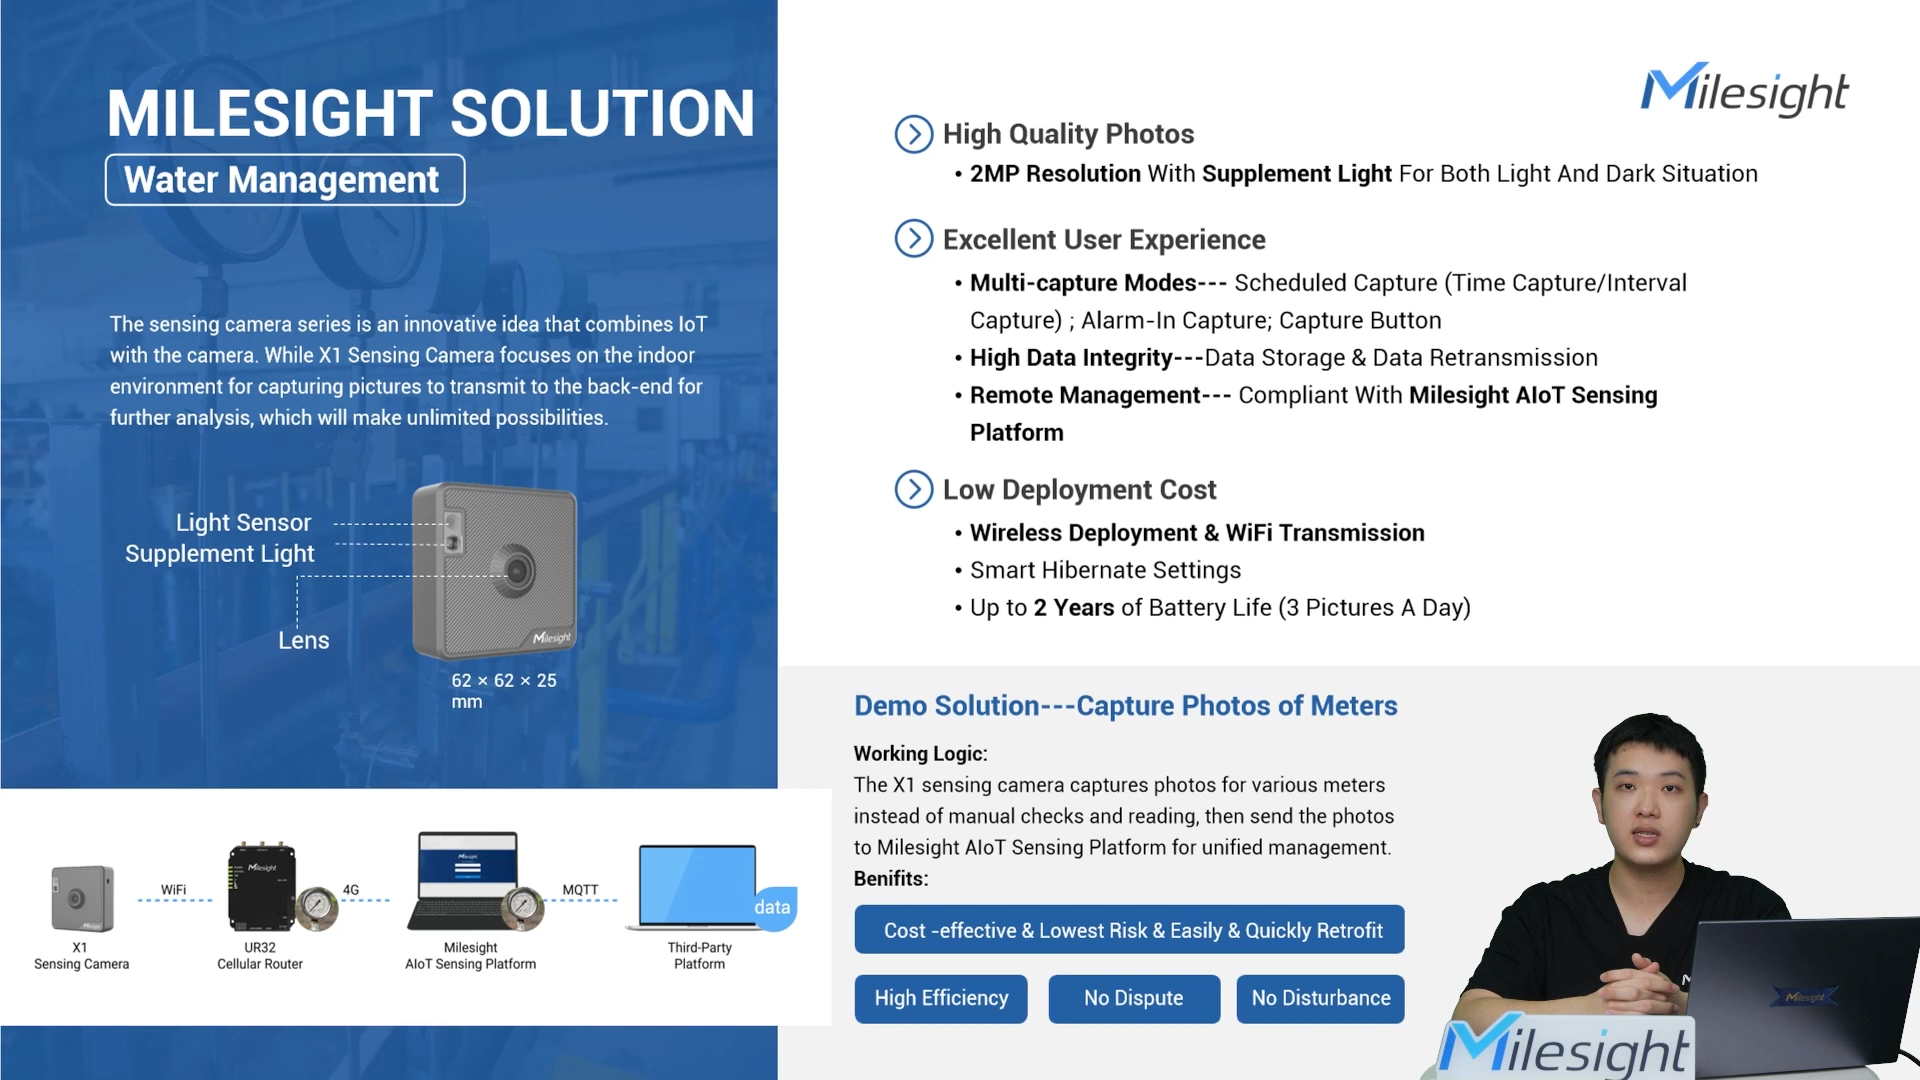 MILESIGHT SOLUTION
Water Management
The sensing camera series is an innovative idea that combines IoT
with the camera. While X1 Sensing Camera focuses on the indoor
environment for capturing pictures to transmit to the back-end for
further analysis, which will make unlimited possibilities.
Light Sensor
Supplement Light
Lens
Milesight
62 × 62 × 25
mm
WiFi
4G
MQTT
data
Milesight
X1
Sensing Camera
UR32
Cellular Router
Milesight
AIoT Sensing Platform
Third-Party
Platform
Milesight
High Quality Photos
• 2MP Resolution With Supplement Light For Both Light And Dark Situation
Excellent User Experience
• Multi-capture Modes--- Scheduled Capture (Time Capture/Interval
Capture) ; Alarm-In Capture; Capture Button
• High Data Integrity---Data Storage & Data Retransmission
• Remote Management--- Compliant With Milesight AIoT Sensing
Platform
Low Deployment Cost
• Wireless Deployment & WiFi Transmission
• Smart Hibernate Settings
• Up to 2 Years of Battery Life (3 Pictures A Day)
Demo Solution---Capture Photos of Meters
Working Logic:
The X1 sensing camera captures photos for various meters
instead of manual checks and reading, then send the photos
to Milesight AIoT Sensing Platform for unified management.
Benifits:
Cost -effective & Lowest Risk & Easily & Quickly Retrofit
High Efficiency
No Dispute
No Disturbance
Milesight
Milesight